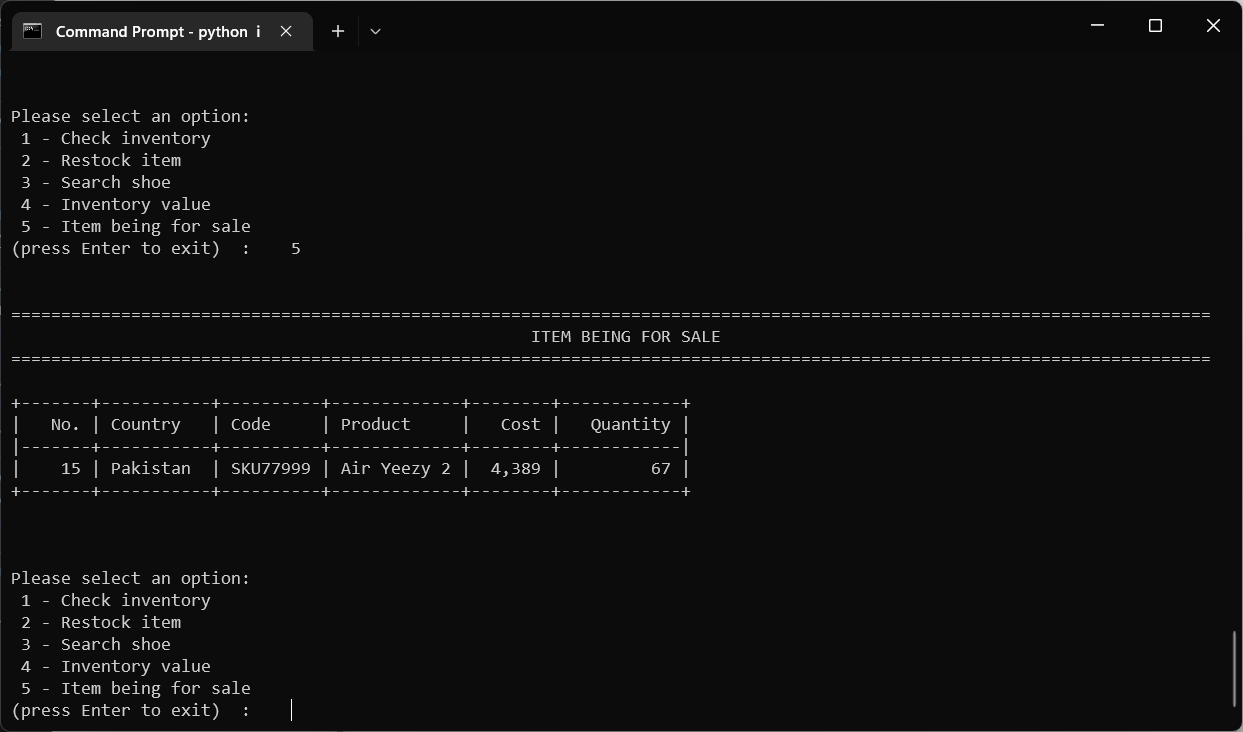 Command Prompt - python i
Please select an option:
 1 - Check inventory
 2 - Restock item
 3 - Search shoe
 4 - Inventory value
 5 - Item being for sale
(press Enter to exit)  :    5
========================================================================================================================
                                                    ITEM BEING FOR SALE
========================================================================================================================
+-------+-----------+----------+-------------+--------+------------+
|   No. | Country   | Code     | Product     |   Cost |   Quantity |
|-------+-----------+----------+-------------+--------+------------|
|    15 | Pakistan  | SKU77999 | Air Yeezy 2 |  4,389 |         67 |
+-------+-----------+----------+-------------+--------+------------+
Please select an option:
 1 - Check inventory
 2 - Restock item
 3 - Search shoe
 4 - Inventory value
 5 - Item being for sale
(press Enter to exit)  :